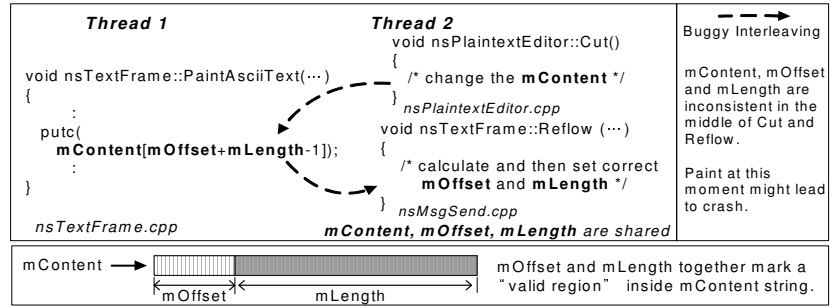 Thread 1
void nsTextFrame::PaintAsciiText(···)
{
:
putc(
mContent[mOffset+mLength-1]);
:
}
nsTextFrame.cpp
Thread 2
void nsPlaintextEditor::Cut()
{
/* change the mContent */
}
nsPlaintextEditor.cpp
void nsTextFrame::Reflow (···)
{
/* calculate and then set correct
mOffset and mLength */
}
nsMsgSend.cpp
mContent, mOffset, mLength are shared
Buggy Interleaving
mContent, mOffset
and mLength are
inconsistent in the
middle of Cut and
Reflow.
Paint at this
moment might lead
to crash.
mContent
mOffset
mLength
mOffset and mLength together mark a
“valid region” inside mContent string.